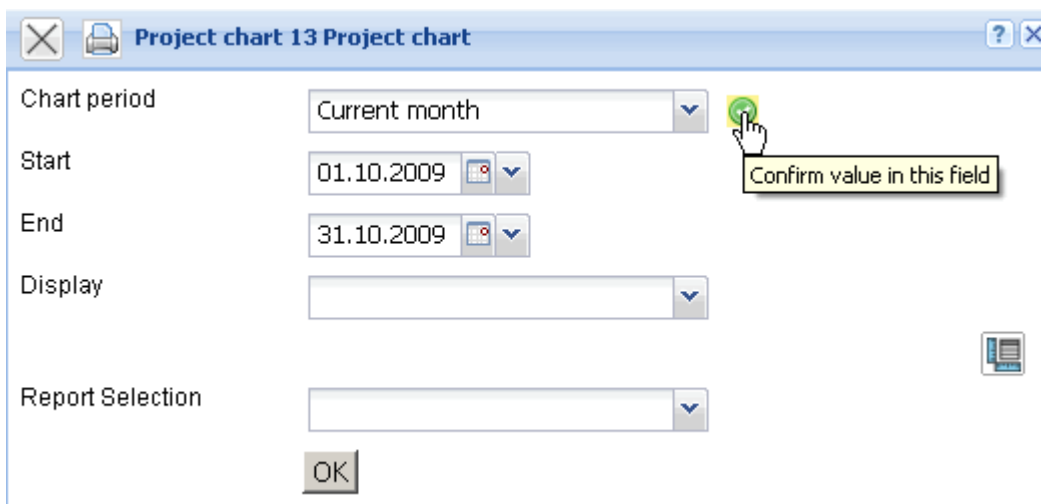 Project chart 13 Project chart
?
Chart period
Current month
Confirm value in this field
Start
01.10.2009
End
31.10.2009
Display
Report Selection
OK